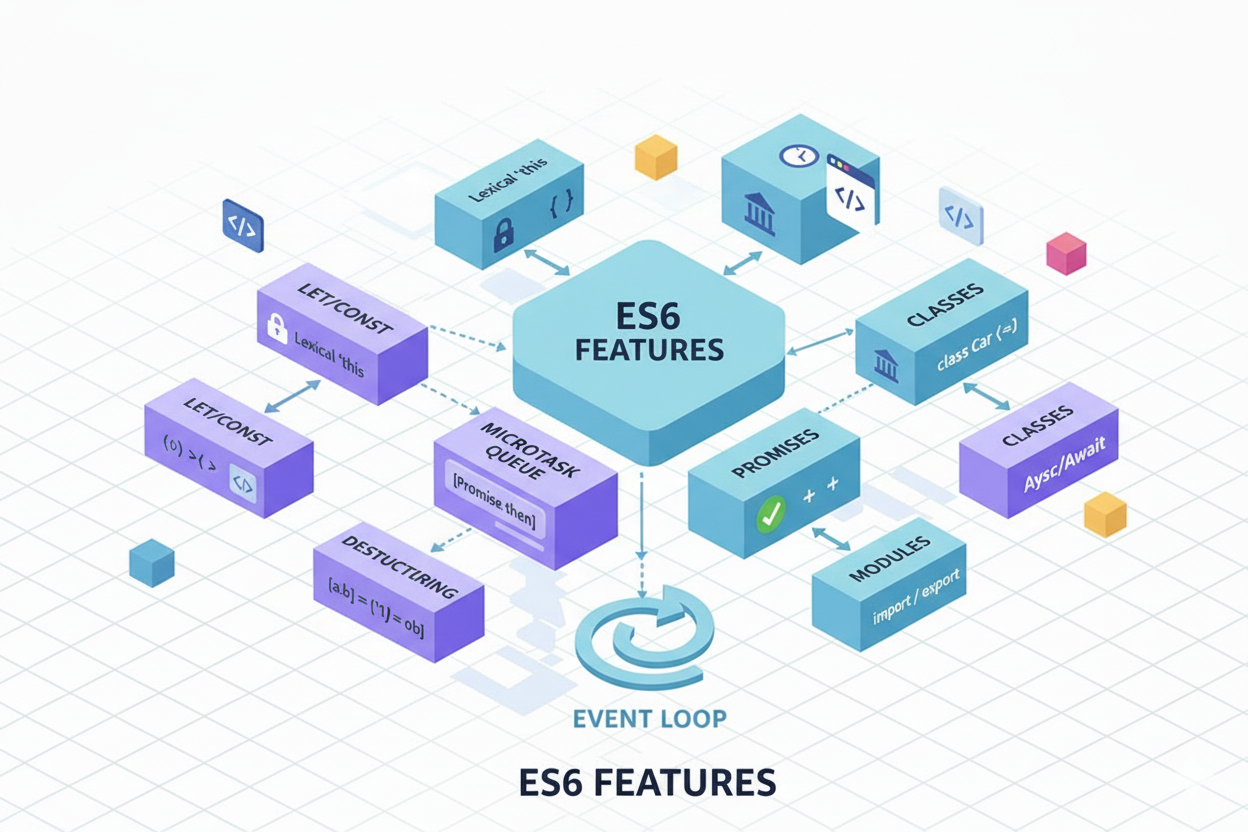 Lexical 'this
{ }
</>
</>
</>
LET/CONST
Lexical 'this
ES6
FEATURES
CLASSES
class Car {=}
LET/CONST
(o) >{ >
</>
MICROTASK
QUEUE
[Promise then]
PROMISES
+ +
CLASSES
Aysc/Await
DESTUCTURING
[a.b] = ('1) = ob]
MODULES
import / export
EVENT LOOP
ES6 FEATURES